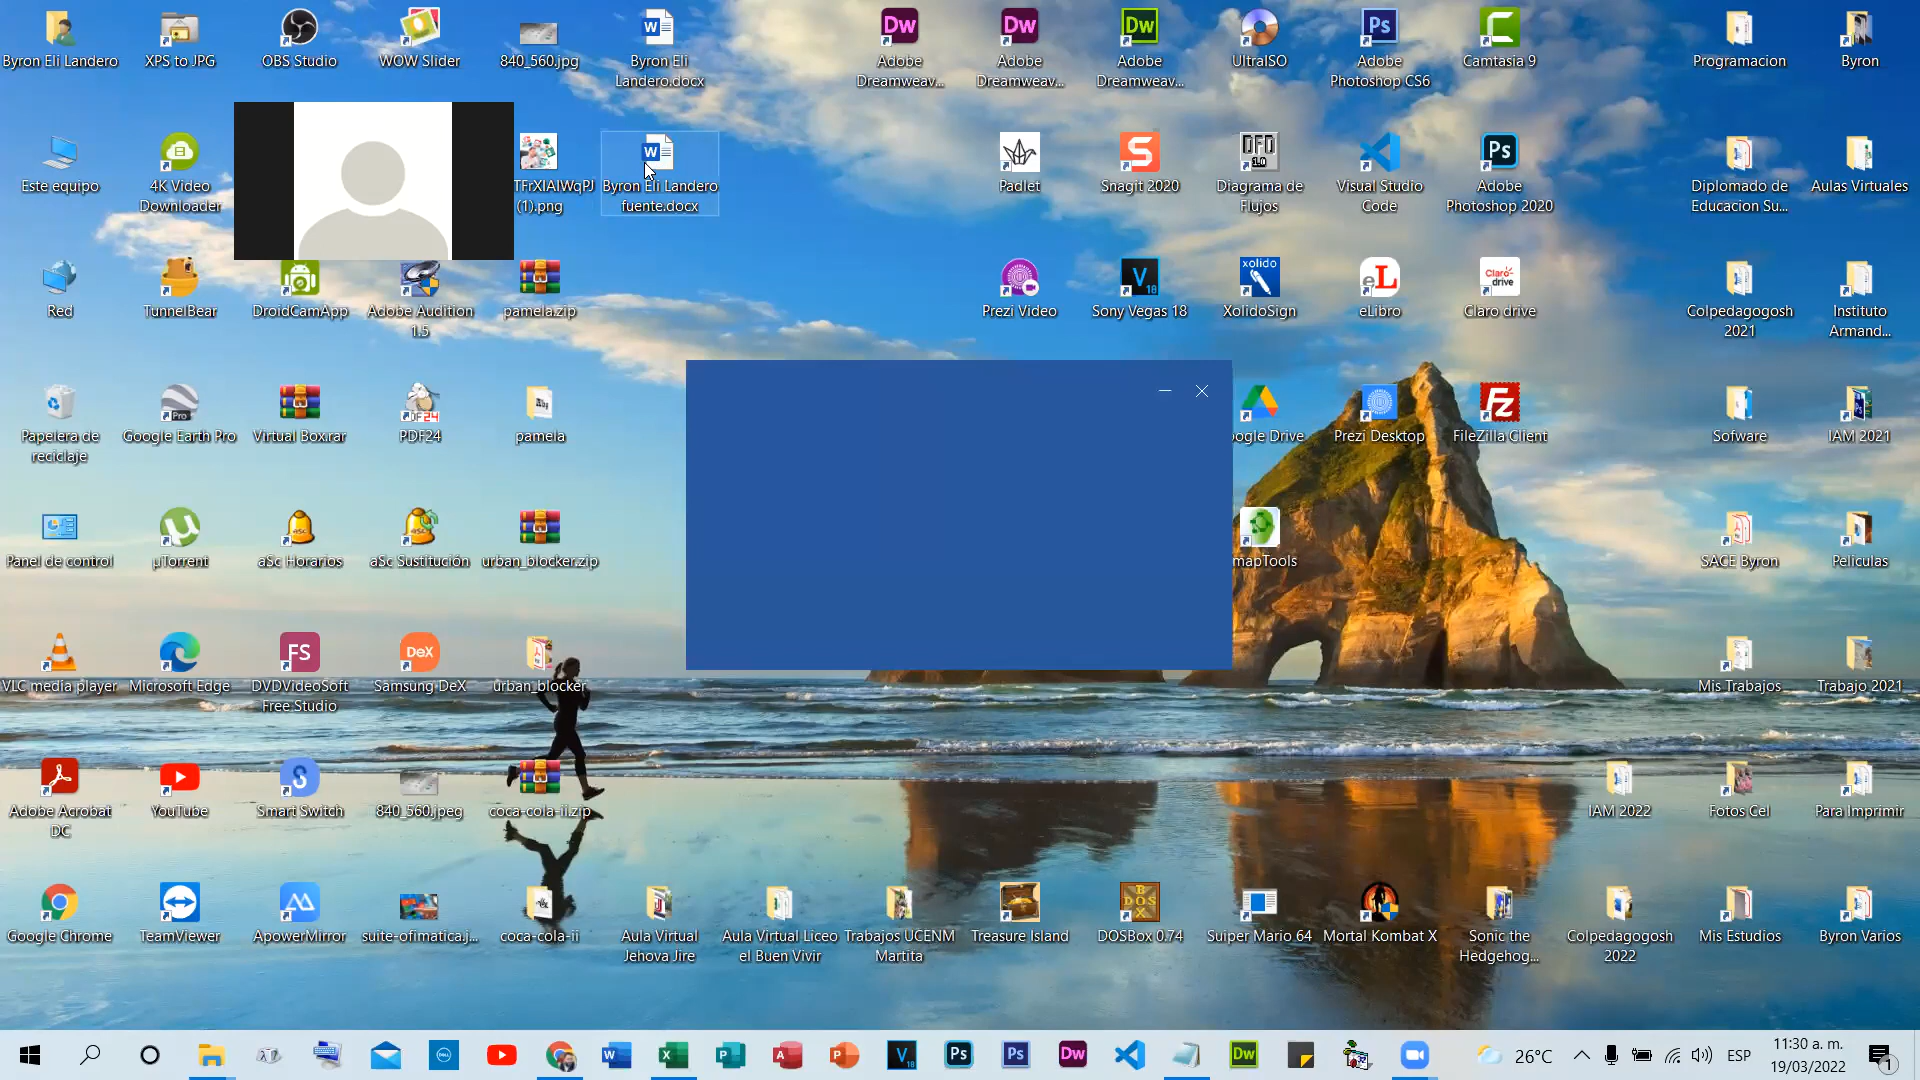 Byron Eli Landero
XPS to JPG
OBS Studio
WOW Slider
840_560.jpg
Byron Eli
Landero.docx
Adobe
Dreamweav...
Adobe
Dreamweav...
Adobe
Dreamweav...
UltraISO
Adobe
Photoshop CS6
Camtasia 9
Programacion
Byron
Este equipo
4K Video
Downloader
TFrXIAlWqPJ
(1).png
Byron Eli Landero
fuente.docx
Padlet
Snagit 2020
Diagrama de
Flujos
Visual Studio
Code
Adobe
Photoshop 2020
Diplomado de
Educacion Su...
Aulas Virtuales
Red
TunnelBear
DroidCamApp
Adobe Audition
1.5
pamela.zip
Prezi Video
Sony Vegas 18
XolidoSign
eLibro
Claro drive
Colpedagogosh
2021
Instituto
Armand...
Papelera de
reciclaje
Google Earth Pro
Virtual Box.rar
PDF24
pamela
ogle Drive
Prezi Desktop
FileZilla Client
Sofware
IAM 2021
Panel de control
µTorrent
aSc Horarios
aSc Sustitución
urban_blocker.zip
mapTools
SACE Byron
Peliculas
VLC media player
Microsoft Edge
DVDVideoSoft
Free Studio
Samsung DeX
urban_blocker
Mis Trabajos
Trabajo 2021
Adobe Acrobat
DC
YouTube
Smart Switch
840_560.jpeg
coca-cola-ii.zip
IAM 2022
Fotos Cel
Para Imprimir
Google Chrome
TeamViewer
ApowerMirror
suite-ofimatica.j...
coca-cola-ii
Aula Virtual
Jehova Jire
Aula Virtual Liceo
el Buen Vivir
Trabajos UCENM
Martita
Treasure Island
DOSBox 0.74
Suiper Mario 64
Mortal Kombat X
Sonic the
Hedgehog...
Colpedagogosh
2022
Mis Estudios
Byron Varios
26°C
ESP
11:30 a. m.
19/03/2022
1